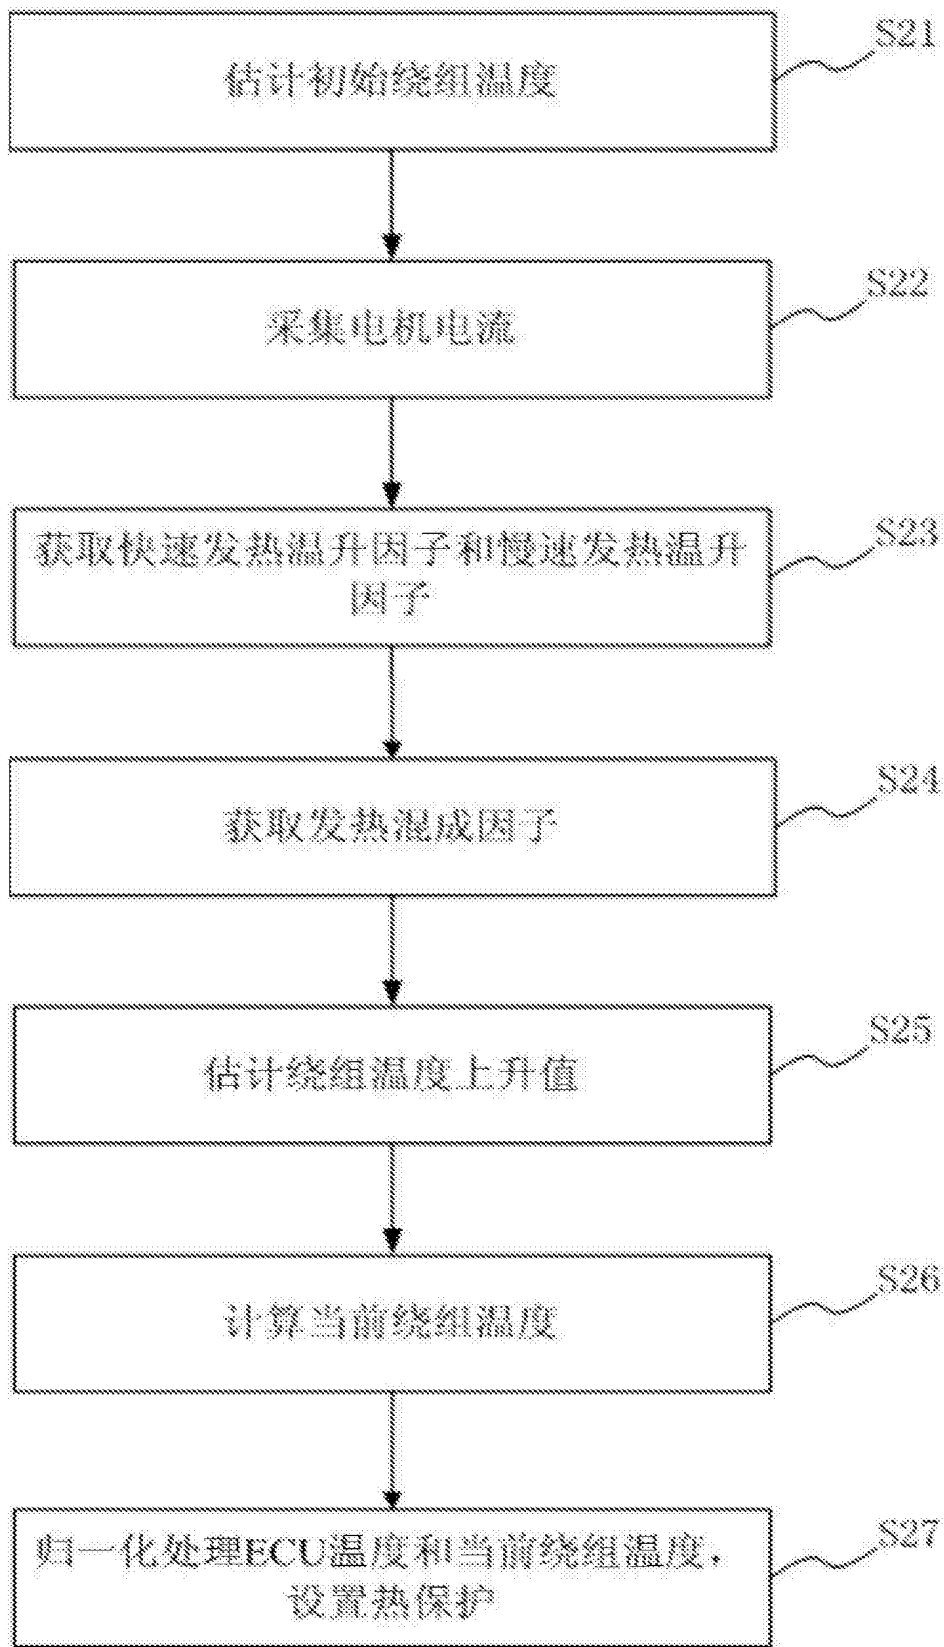 估计初始绕组温度
S21
采集电机电流
S22
获取快速发热温升因子和慢速发热温升
因子
S23
获取发热混成因子
S24
估计绕组温度上升值
S25
计算当前绕组温度
S26
归一化处理ECU温度和当前绕组温度，
设置热保护
S27